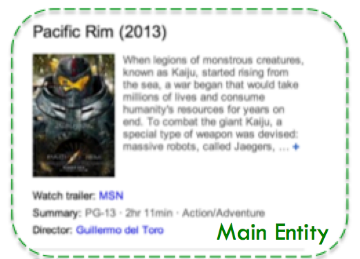 Pacific Rim (2013)
When legions of monstrous creatures,
known as Kaiju, started rising from
the sea, a war began that would take
millions of lives and consume
humanity's resources for years on
end. To combat the giant Kaiju, a
special type of weapon was devised:
massive robots, called Jaegers, ... +
Watch trailer: MSN
Summary: PG-13 · 2hr 11min · Action/Adventure
Director: Guillermo del Toro
Main Entity